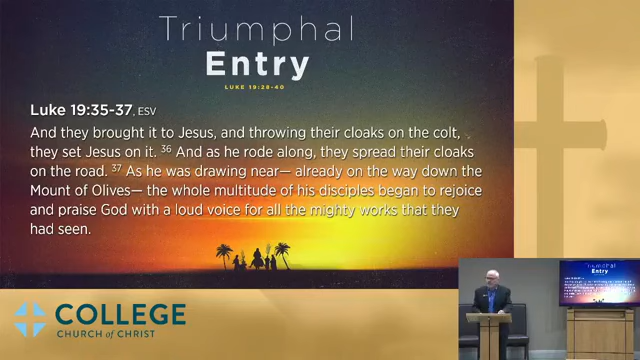 Triumphal
Entry
LUKE 19:28-40
Luke 19:35-37, ESV
And they brought it to Jesus, and throwing their cloaks on the colt,
they set Jesus on it. 36 And as he rode along, they spread their cloaks
on the road. 37 As he was drawing near— already on the way down the
Mount of Olives— the whole multitude of his disciples began to rejoice
and praise God with a loud voice for all the mighty works that they
had seen.
COLLEGE
CHURCH of CHRIST
Triumphal
Entry